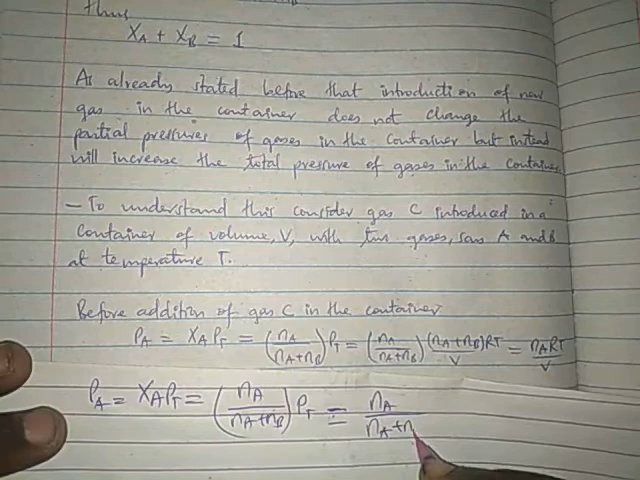 thus
X_A + X_B = 1
As already stated before that introduction of new
gas in the container does not change the
partial pressures of gases in the container but instead
will increase the total pressure of gases in the container
- To understand this consider gas C introduced in a
Container of volume, V, with two gases, say A and B
at temperature T.
Before addition of gas C in the container
P_A = X_A P_T = (n_A/(n_A+n_B)) P_T = (n_A/(n_A+n_B)) (n_A+n_B)RT/V = n_A RT/V
P_A = X_A P_T = (n_A/(n_A+n_B)) P_T = n_A/(n_A+n